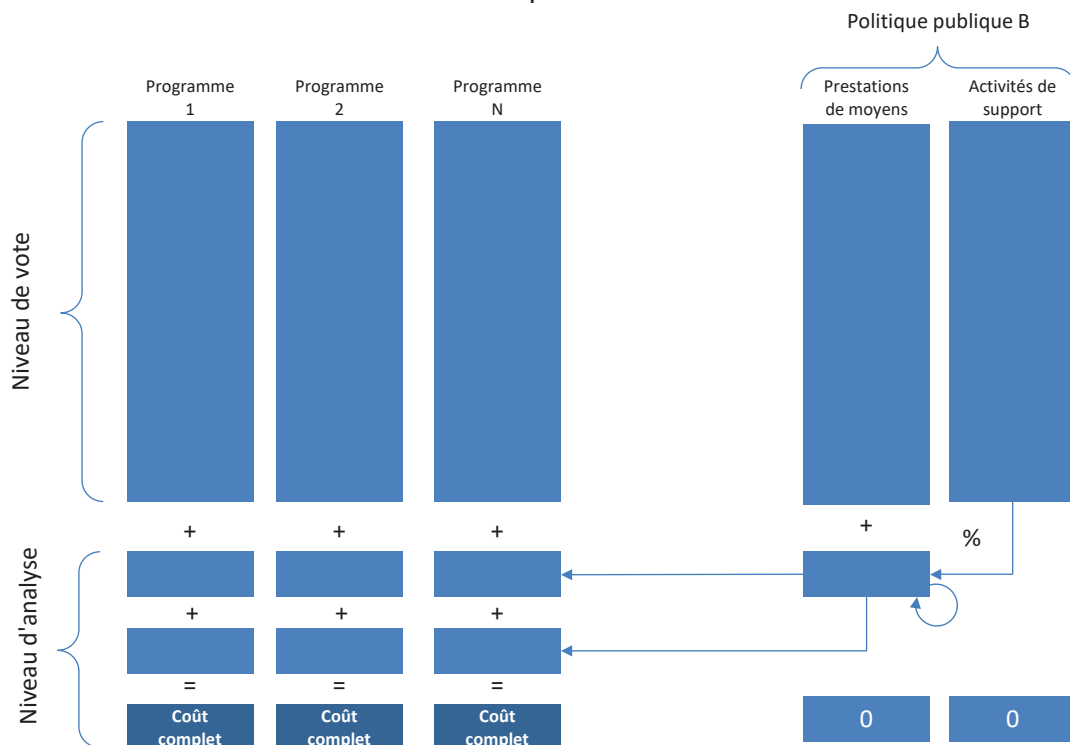 Politique publique B
Programme
1
Programme
2
Programme
N
Prestations
de moyens
Activités de
support
Niveau de vote
+
+
+
+
%
Niveau d'analyse
+
+
+
=
=
=
Coût
complet
Coût
complet
Coût
complet
0
0